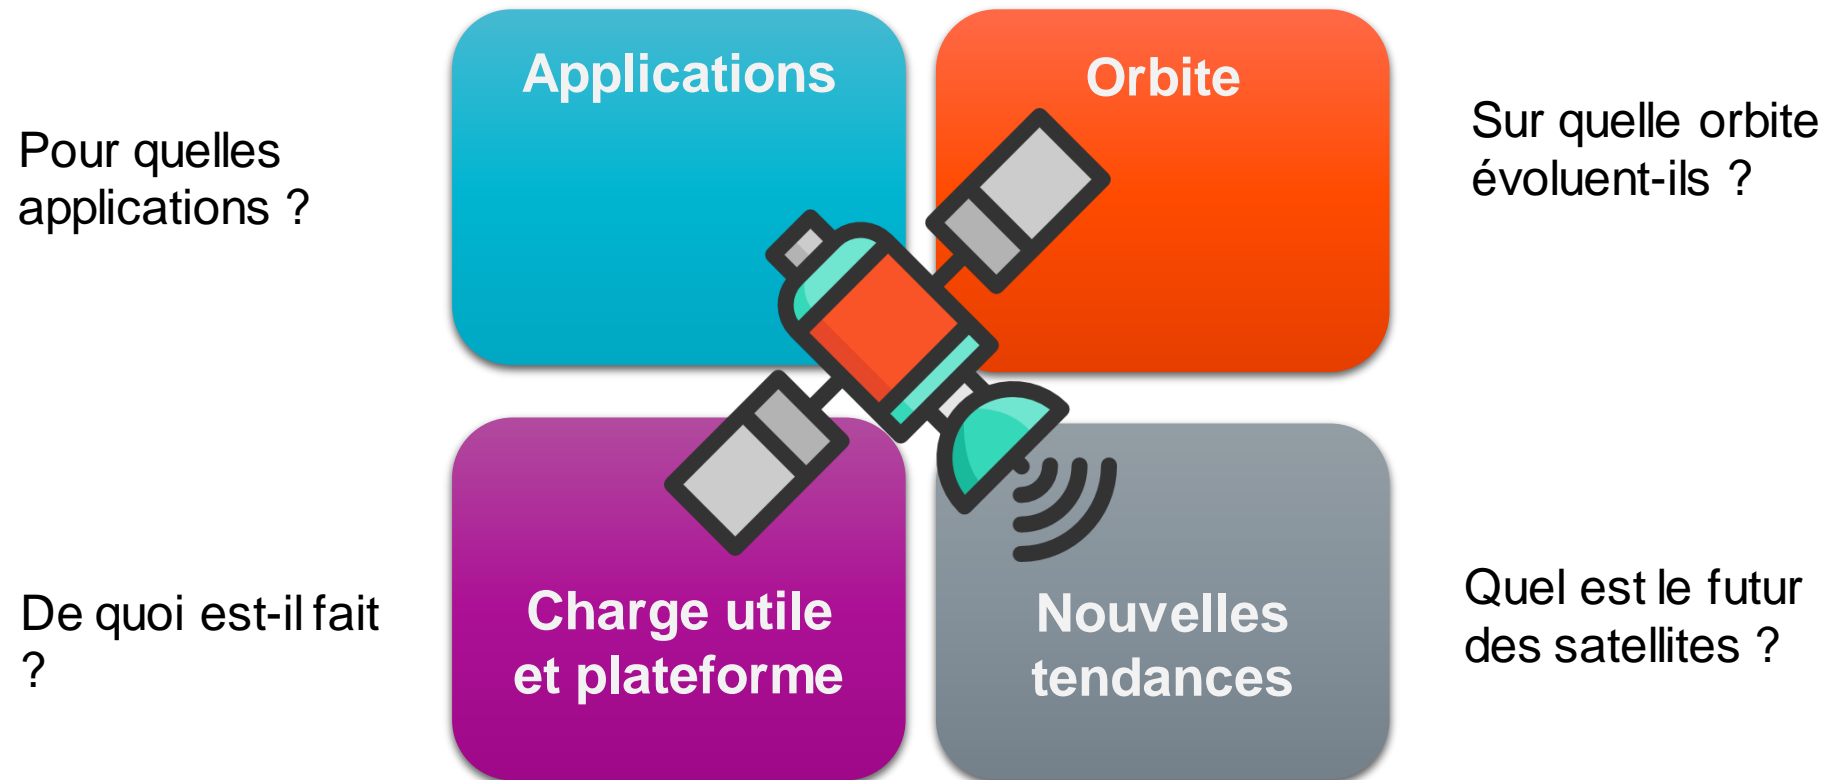 Pour quelles
applications ?
Applications
Orbite
Sur quelle orbite
évoluent-ils ?
De quoi est-il fait
?
Charge utile
et plateforme
Nouvelles
tendances
Quel est le futur
des satellites ?